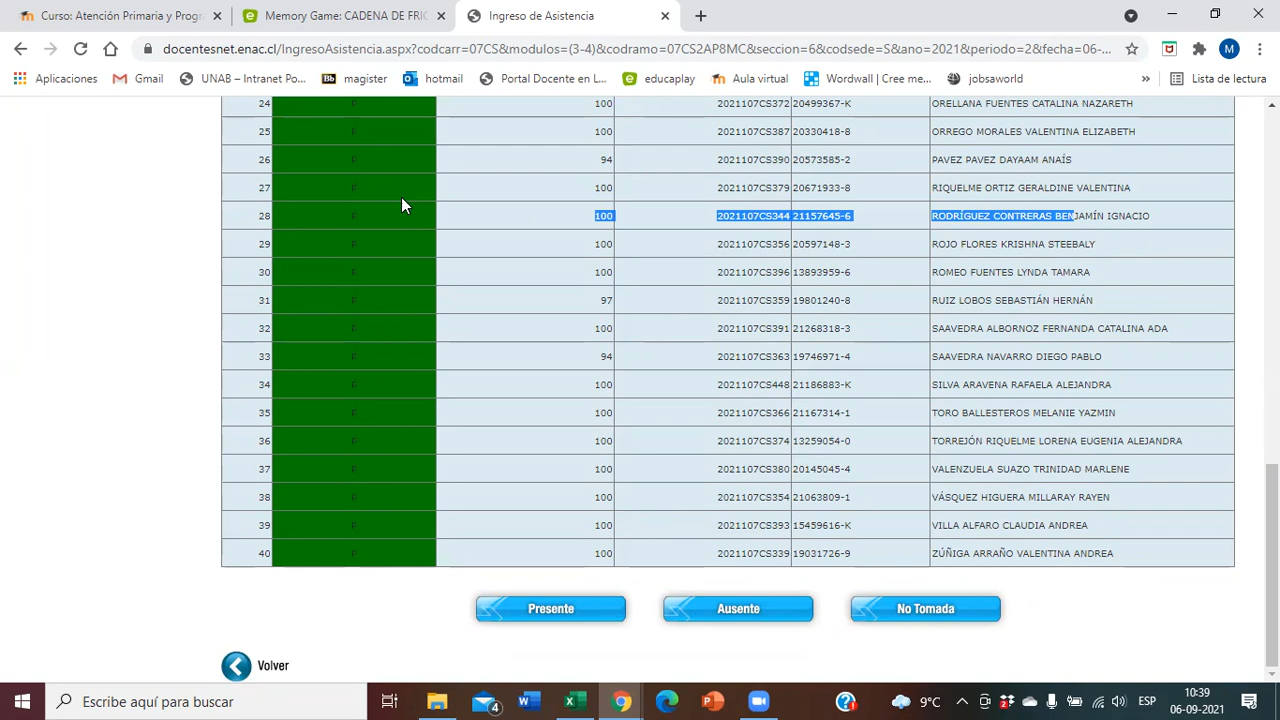 Curso: Atención Primaria y Progr
Memory Game: CADENA DE FRIC
Ingreso de Asistencia
docentesnet.enac.cl/IngresoAsistencia.aspx?codcarr=07CS&modulos=(3-4)&codramo=07CS2AP8MC&seccion=6&codsede=S&ano=2021&periodo=2&fecha=06-...
M
Aplicaciones Gmail UNAB – Intranet Po... Bb magister hotmail Portal Docente en L... educaplay Aula virtual Wordwall | Cree me... jobsaworld » Lista de lectura
24 P 100 2021107CS372 20499367-K ORELLANA FUENTES CATALINA NAZARETH
25 P 100 2021107CS387 20330418-8 ORREGO MORALES VALENTINA ELIZABETH
26 P 94 2021107CS390 20573585-2 PAVEZ PAVEZ DAYAAM ANAÍS
27 P 100 2021107CS379 20671933-8 RIQUELME ORTIZ GERALDINE VALENTINA
28 P 100 2021107CS344 21157645-6 RODRÍGUEZ CONTRERAS BENJAMÍN IGNACIO
29 P 100 2021107CS356 20597148-3 ROJO FLORES KRISHNA STEEBALY
30 P 100 2021107CS396 13893959-6 ROMEO FUENTES LYNDA TAMARA
31 P 97 2021107CS359 19801240-8 RUIZ LOBOS SEBASTIÁN HERNÁN
32 P 100 2021107CS391 21268318-3 SAAVEDRA ALBORNOZ FERNANDA CATALINA ADA
33 P 94 2021107CS363 19746971-4 SAAVEDRA NAVARRO DIEGO PABLO
34 P 100 2021107CS448 21186883-K SILVA ARAVENA RAFAELA ALEJANDRA
35 P 100 2021107CS366 21167314-1 TORO BALLESTEROS MELANIE YAZMIN
36 P 100 2021107CS374 13259054-0 TORREJÓN RIQUELME LORENA EUGENIA ALEJANDRA
37 P 100 2021107CS380 20145045-4 VALENZUELA SUAZO TRINIDAD MARLENE
38 P 100 2021107CS354 21063809-1 VÁSQUEZ HIGUERA MILLARAY RAYEN
39 P 100 2021107CS393 15459616-K VILLA ALFARO CLAUDIA ANDREA
40 P 100 2021107CS339 19031726-9 ZÚÑIGA ARRAÑO VALENTINA ANDREA
Presente Ausente No Tomada
Volver
Escribe aquí para buscar
4
9°C
ESP
10:39
06-09-2021